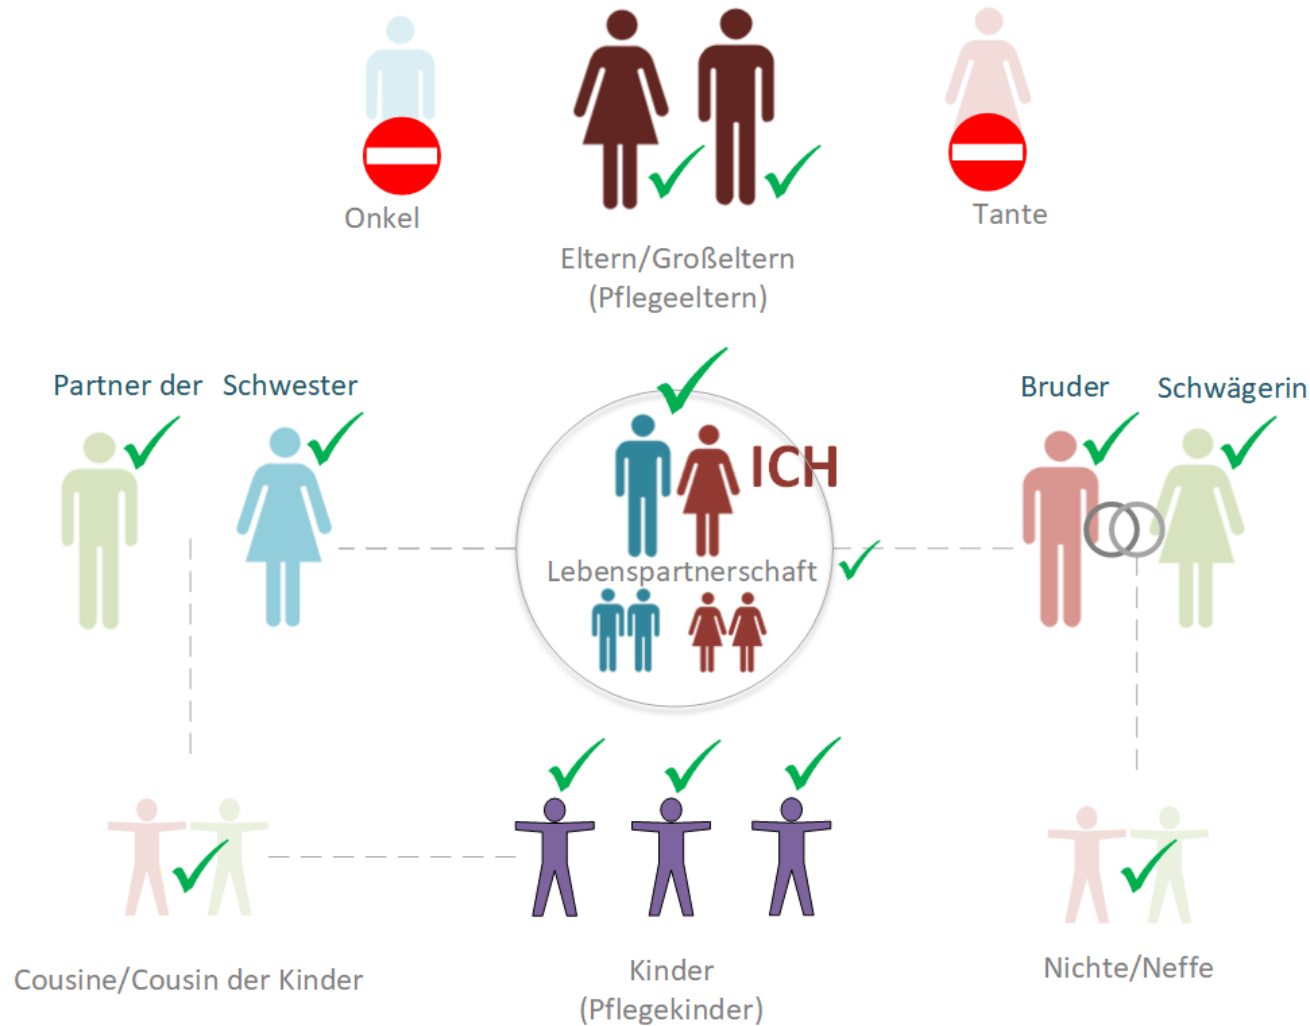 Onkel
Tante
Eltern/Großeltern
(Pflegeeltern)
Partner der Schwester
Bruder
Schwägerin
ICH
Lebenspartnerschaft
Cousine/Cousin der Kinder
Kinder
(Pflegekinder)
Nichte/Neffe